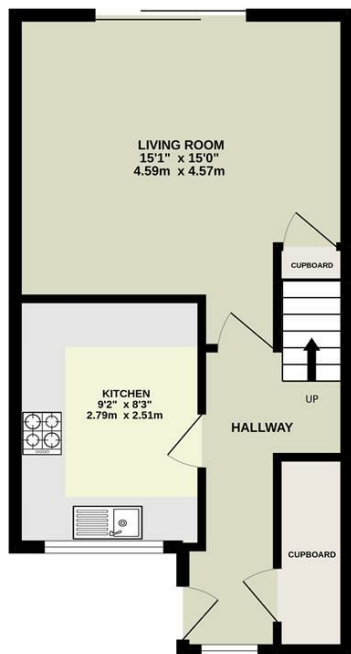 LIVING ROOM
15'1" x 15'0"
4.59m x 4.57m
CUPBOARD
UP
KITCHEN
9'2" x 8'3"
2.79m x 2.51m
HALLWAY
CUPBOARD